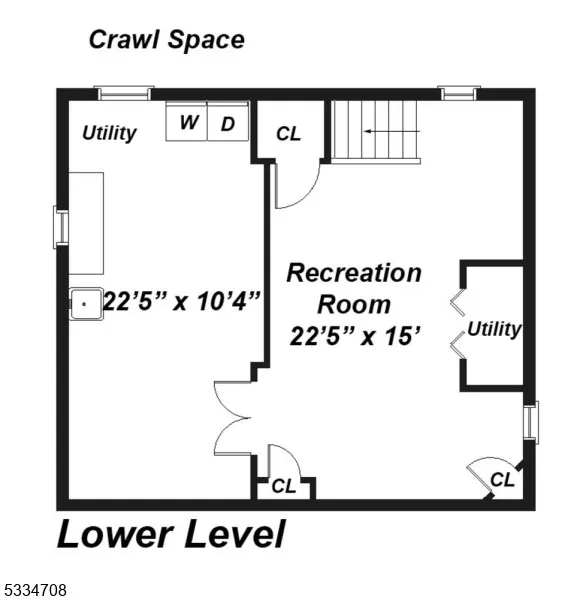 Crawl Space
Utility
W
D
CL
Recreation
Room
22'5" x 15'
22'5" x 10'4"
Utility
CL
CL
Lower Level
5334708